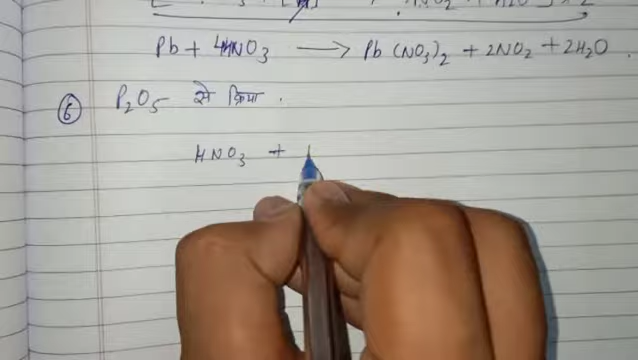 Pb + 4HNO3 ⟶ Pb (NO3)2 + 2NO2 + 2H2O .
6 P2O5 से क्रिया .
HNO3 +